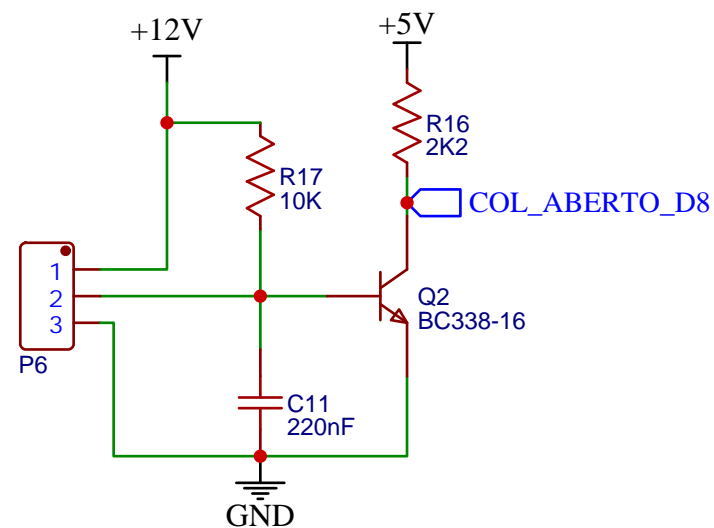 +12V
+5V
R16
2K2
R17
10K
COL_ABERTO_D8
1
2
3
P6
Q2
BC338-16
C11
220nF
GND